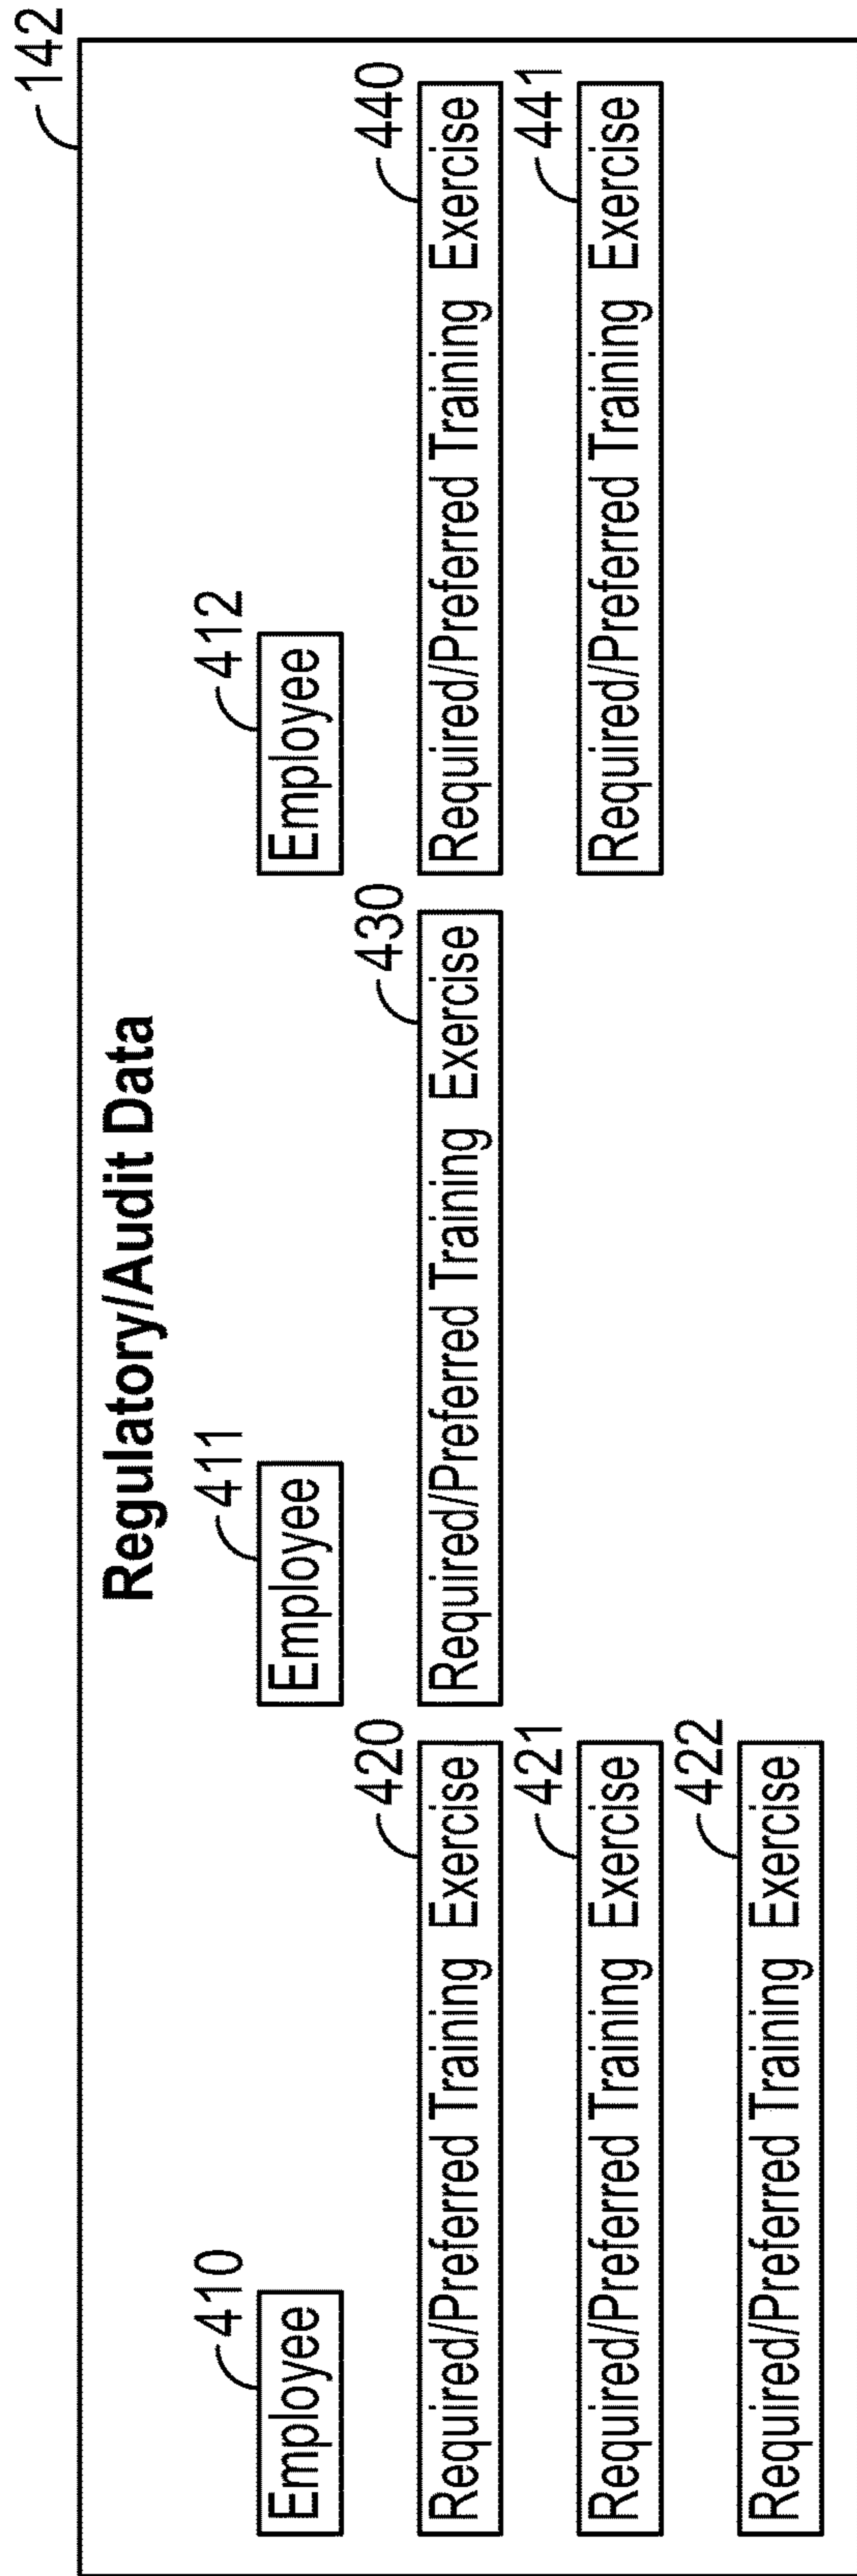 142
Regulatory/Audit Data
410 411 412
Employee Employee Employee
420 430 440
Required/Preferred Training Exercise Required/Preferred Training Exercise Required/Preferred Training Exercise
421 441
Required/Preferred Training Exercise Required/Preferred Training Exercise
422
Required/Preferred Training Exercise